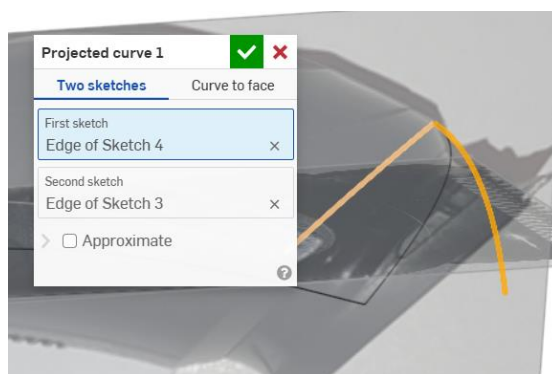 Projected curve 1
Two sketches Curve to face
First sketch
Edge of Sketch 4
Second sketch
Edge of Sketch 3
Approximate